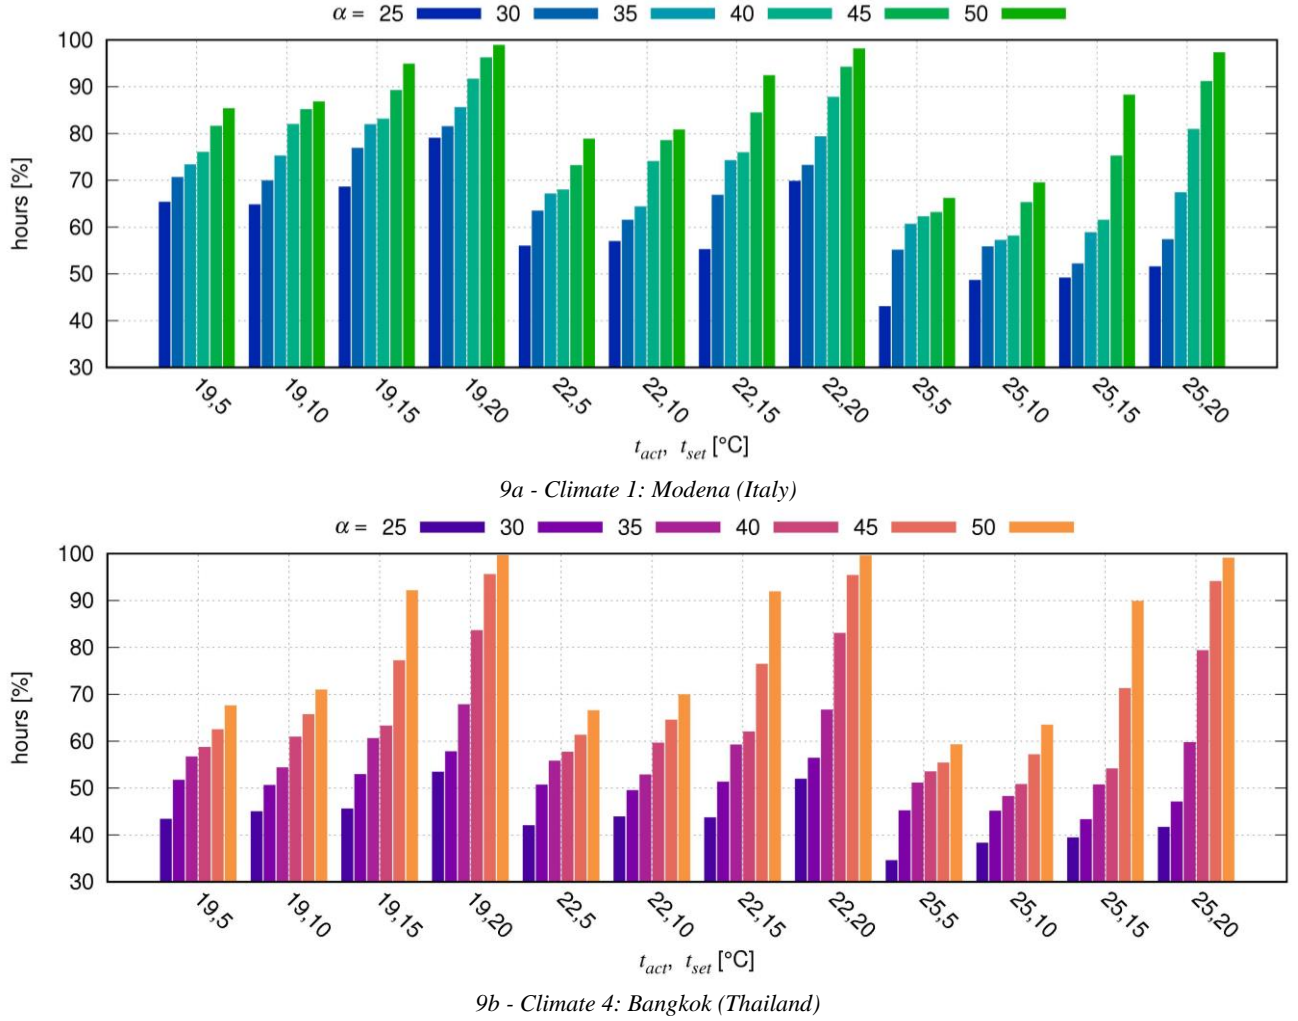 α = 25 30 35 40 45 50
100
90
80
70
60
50
40
30
hours [%]
19,5 19,10 19,15 19,20 22,5 22,10 22,15 22,20 25,5 25,10 25,15 25,20
t_act, t_set [°C]
9a - Climate 1: Modena (Italy)
α = 25 30 35 40 45 50
100
90
80
70
60
50
40
30
hours [%]
19,5 19,10 19,15 19,20 22,5 22,10 22,15 22,20 25,5 25,10 25,15 25,20
t_act, t_set [°C]
9b - Climate 4: Bangkok (Thailand)